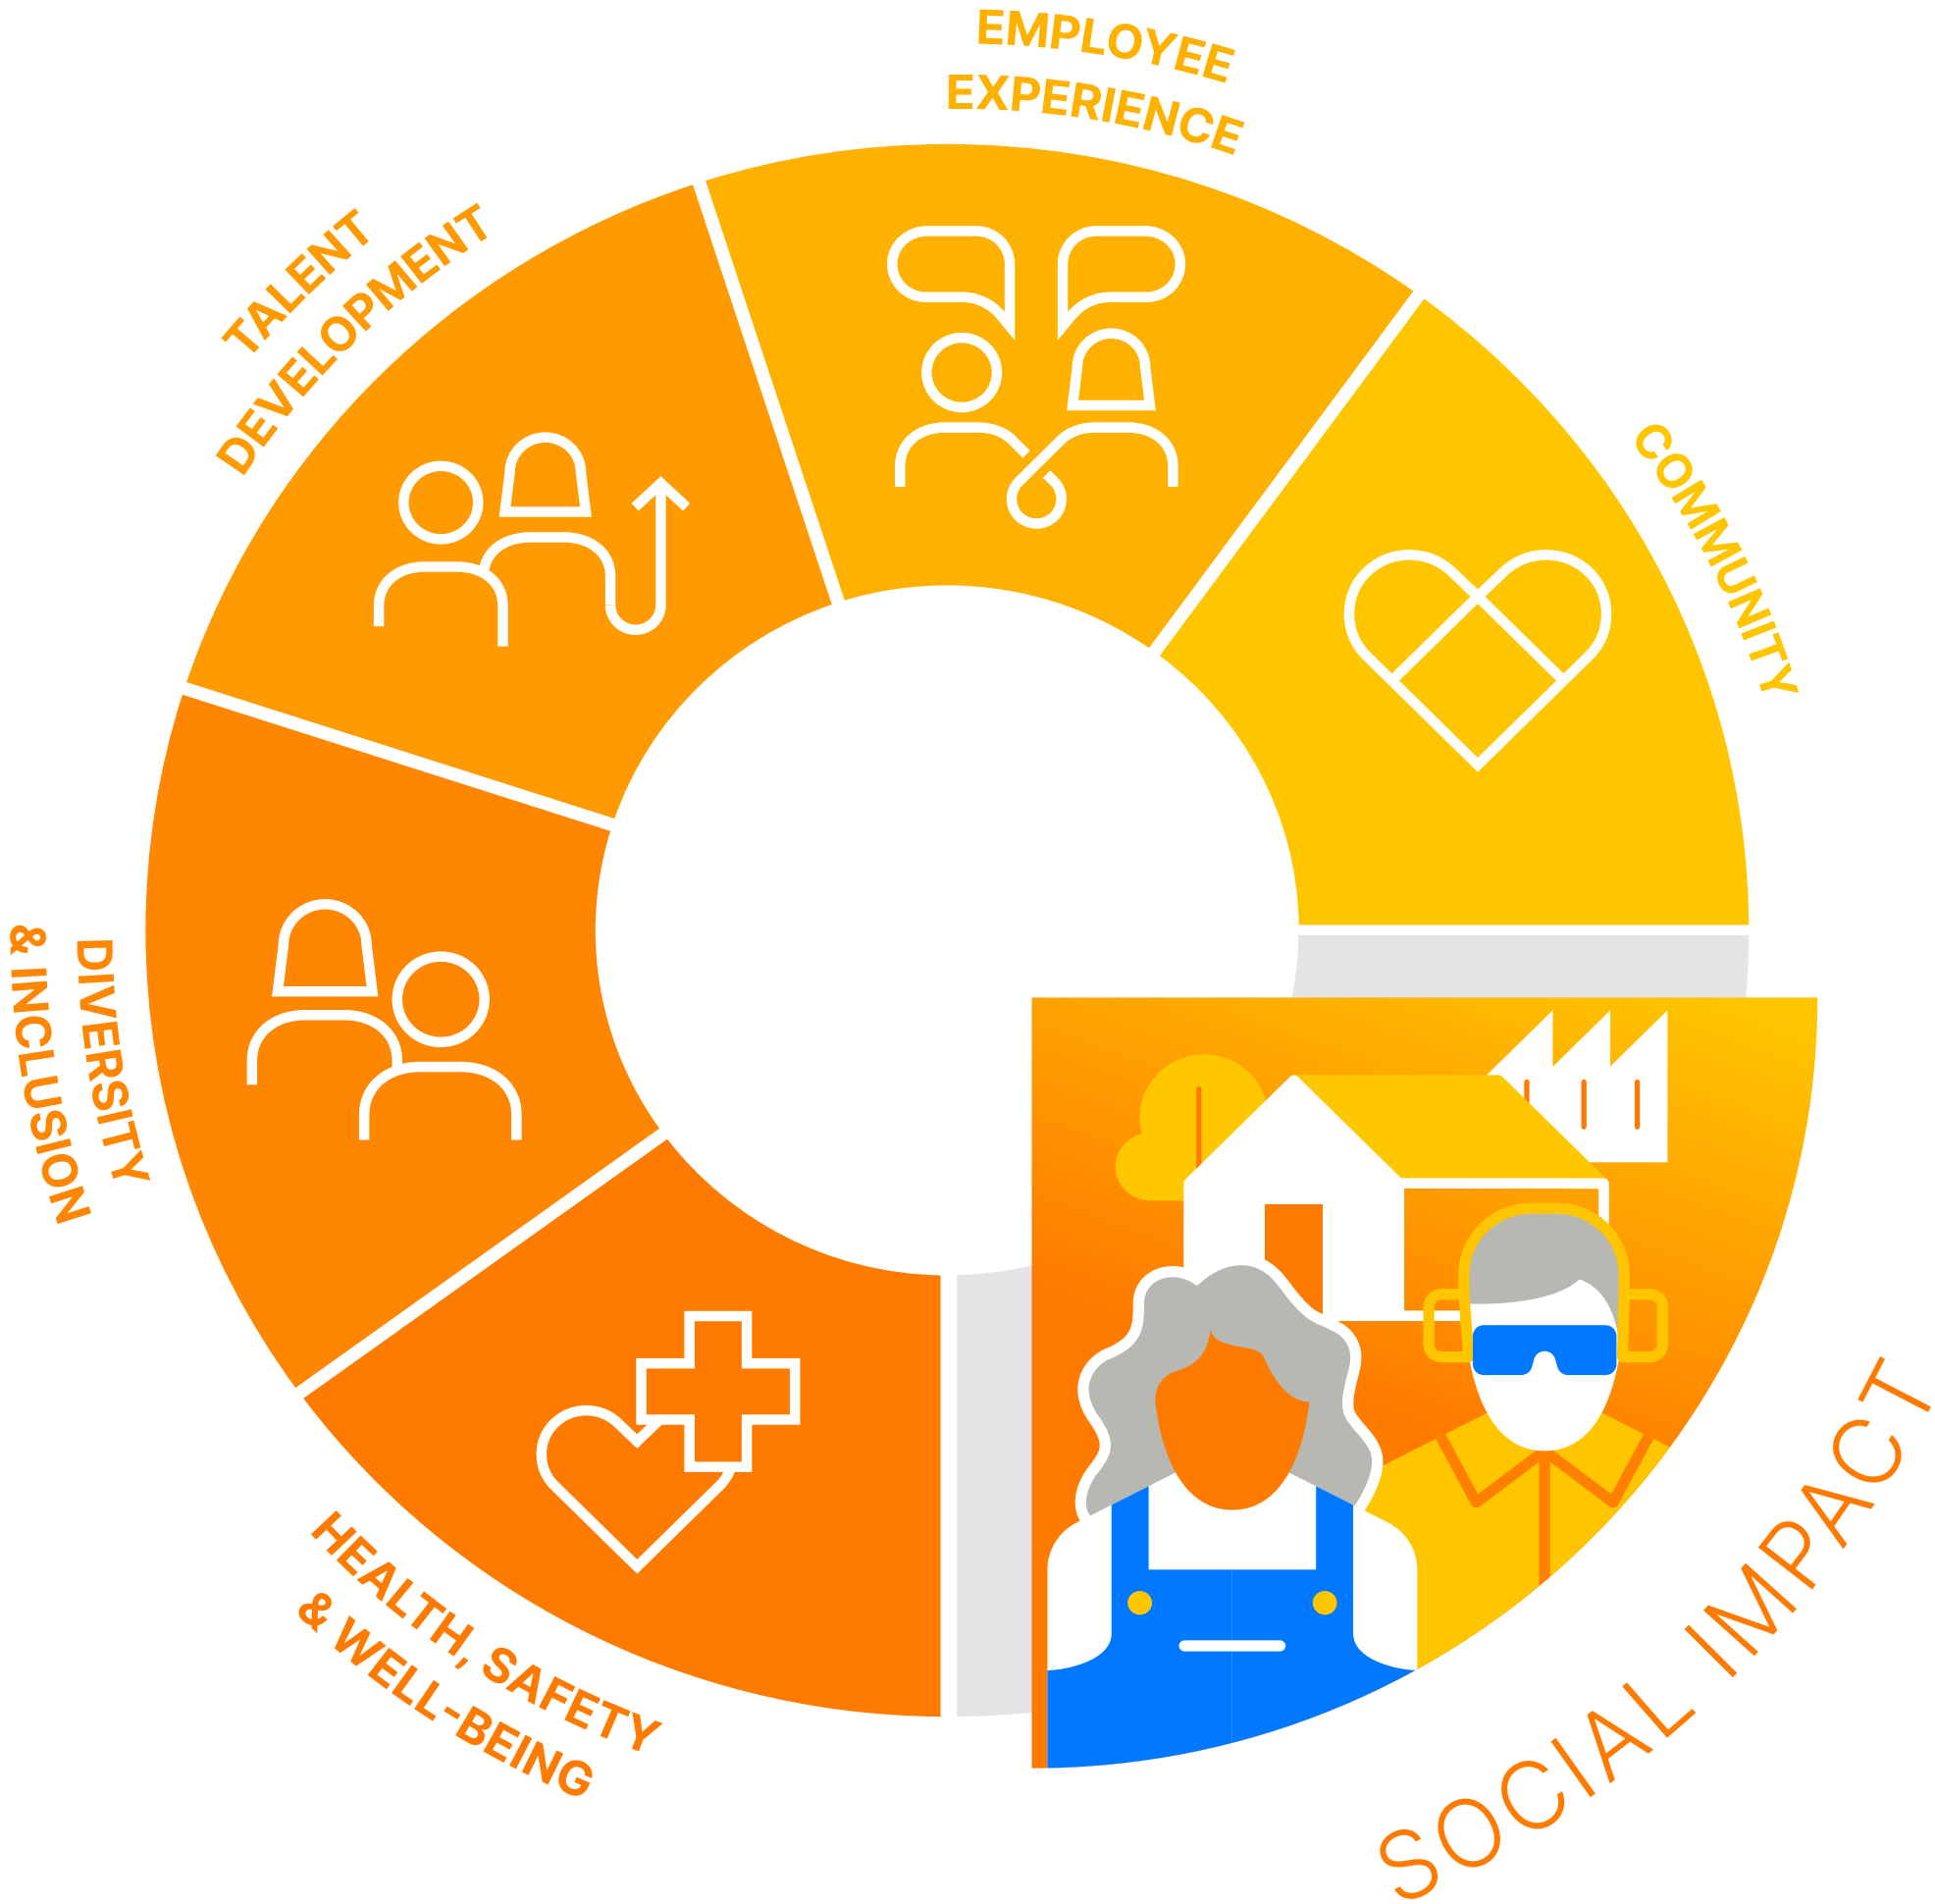 EMPLOYEE
EXPERIENCE
TALENT
DEVELOPMENT
COMMUNITY
DIVERSITY
& INCLUSION
HEALTH, SAFETY
& WELL-BEING
SOCIAL IMPACT